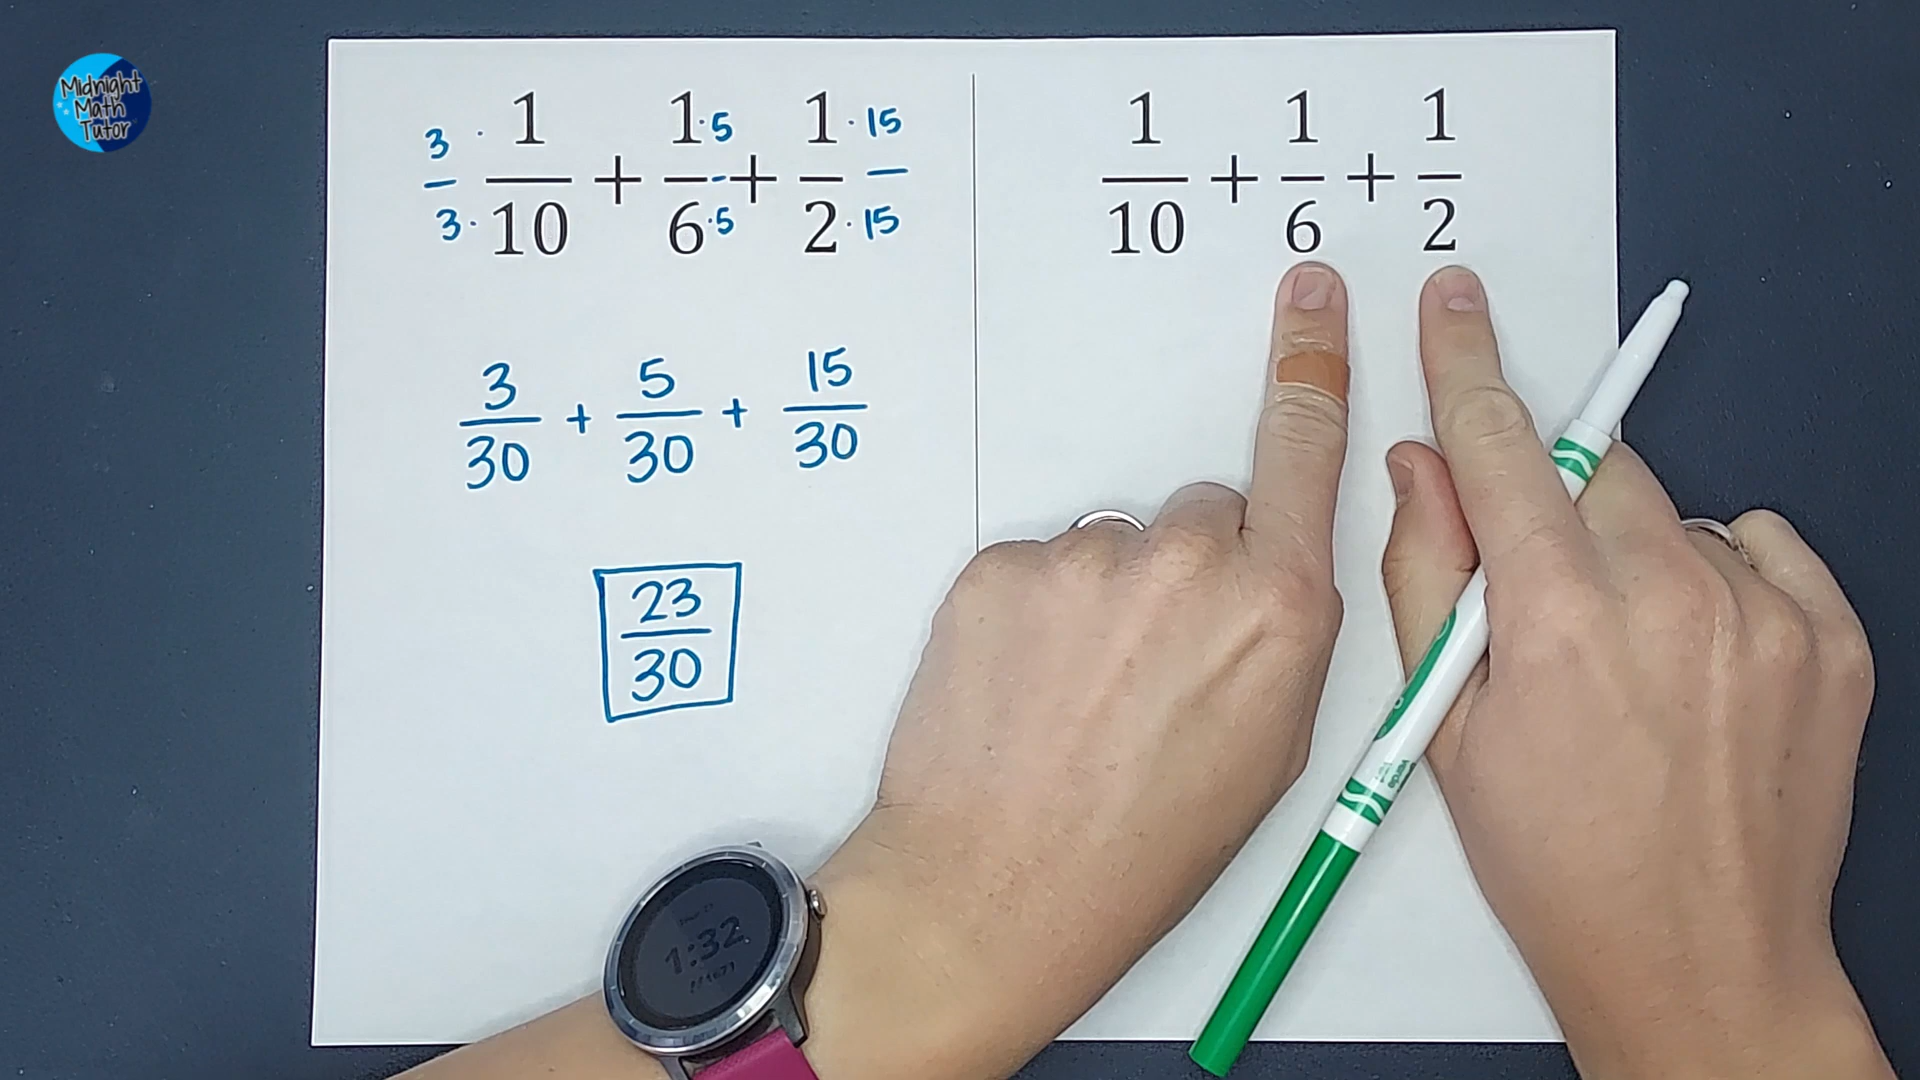 Midnight
Math
Tutor
3/3 · 1/10 + 1·5/6·5 + 1·15/2·15
3/30 + 5/30 + 15/30
23/30
1/10 + 1/6 + 1/2
1:32